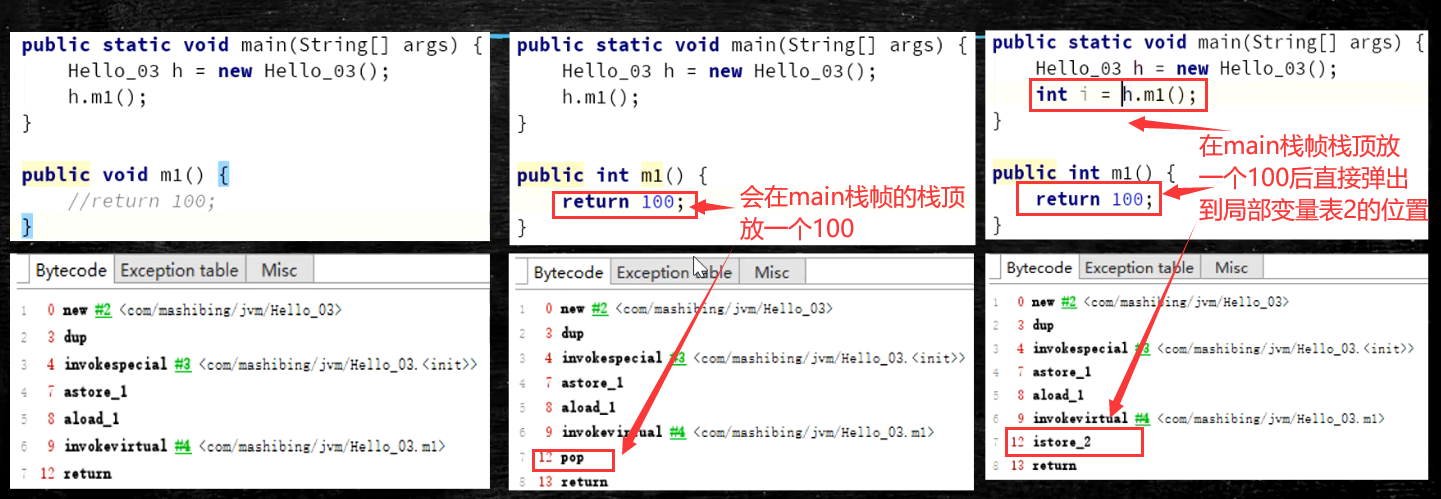 public static void main(String[] args) {
Hello_03 h = new Hello_03();
h.m1();
}
public void m1() {
//return 100;
}
Bytecode Exception table Misc
1 0 new #2 <com/mashibing/jvm/Hello_03>
2 3 dup
3 4 invokespecial #3 <com/mashibing/jvm/Hello_03.<init>>
4 7 astore_1
5 8 aload_1
6 9 invokevirtual #4 <com/mashibing/jvm/Hello_03.m1>
7 12 return
public static void main(String[] args) {
Hello_03 h = new Hello_03();
h.m1();
}
public int m1() {
return 100;
}
会在main栈帧的栈顶
放一个100
Bytecode Exception table Misc
1 0 new #2 <com/mashibing/jvm/Hello_03>
2 3 dup
3 4 invokespecial #3 <com/mashibing/jvm/Hello_03.<init>>
4 7 astore_1
5 8 aload_1
6 9 invokevirtual #4 <com/mashibing/jvm/Hello_03.m1>
7 12 pop
8 13 return
public static void main(String[] args) {
Hello_03 h = new Hello_03();
int i = h.m1();
}
public int m1() {
return 100;
}
在main栈帧栈顶放
一个100后直接弹出
到局部变量表2的位置
Bytecode Exception table Misc
1 0 new #2 <com/mashibing/jvm/Hello_03>
2 3 dup
3 4 invokespecial #3 <com/mashibing/jvm/Hello_03.<init>>
4 7 astore_1
5 8 aload_1
6 9 invokevirtual #4 <com/mashibing/jvm/Hello_03.m1>
7 12 istore_2
8 13 return